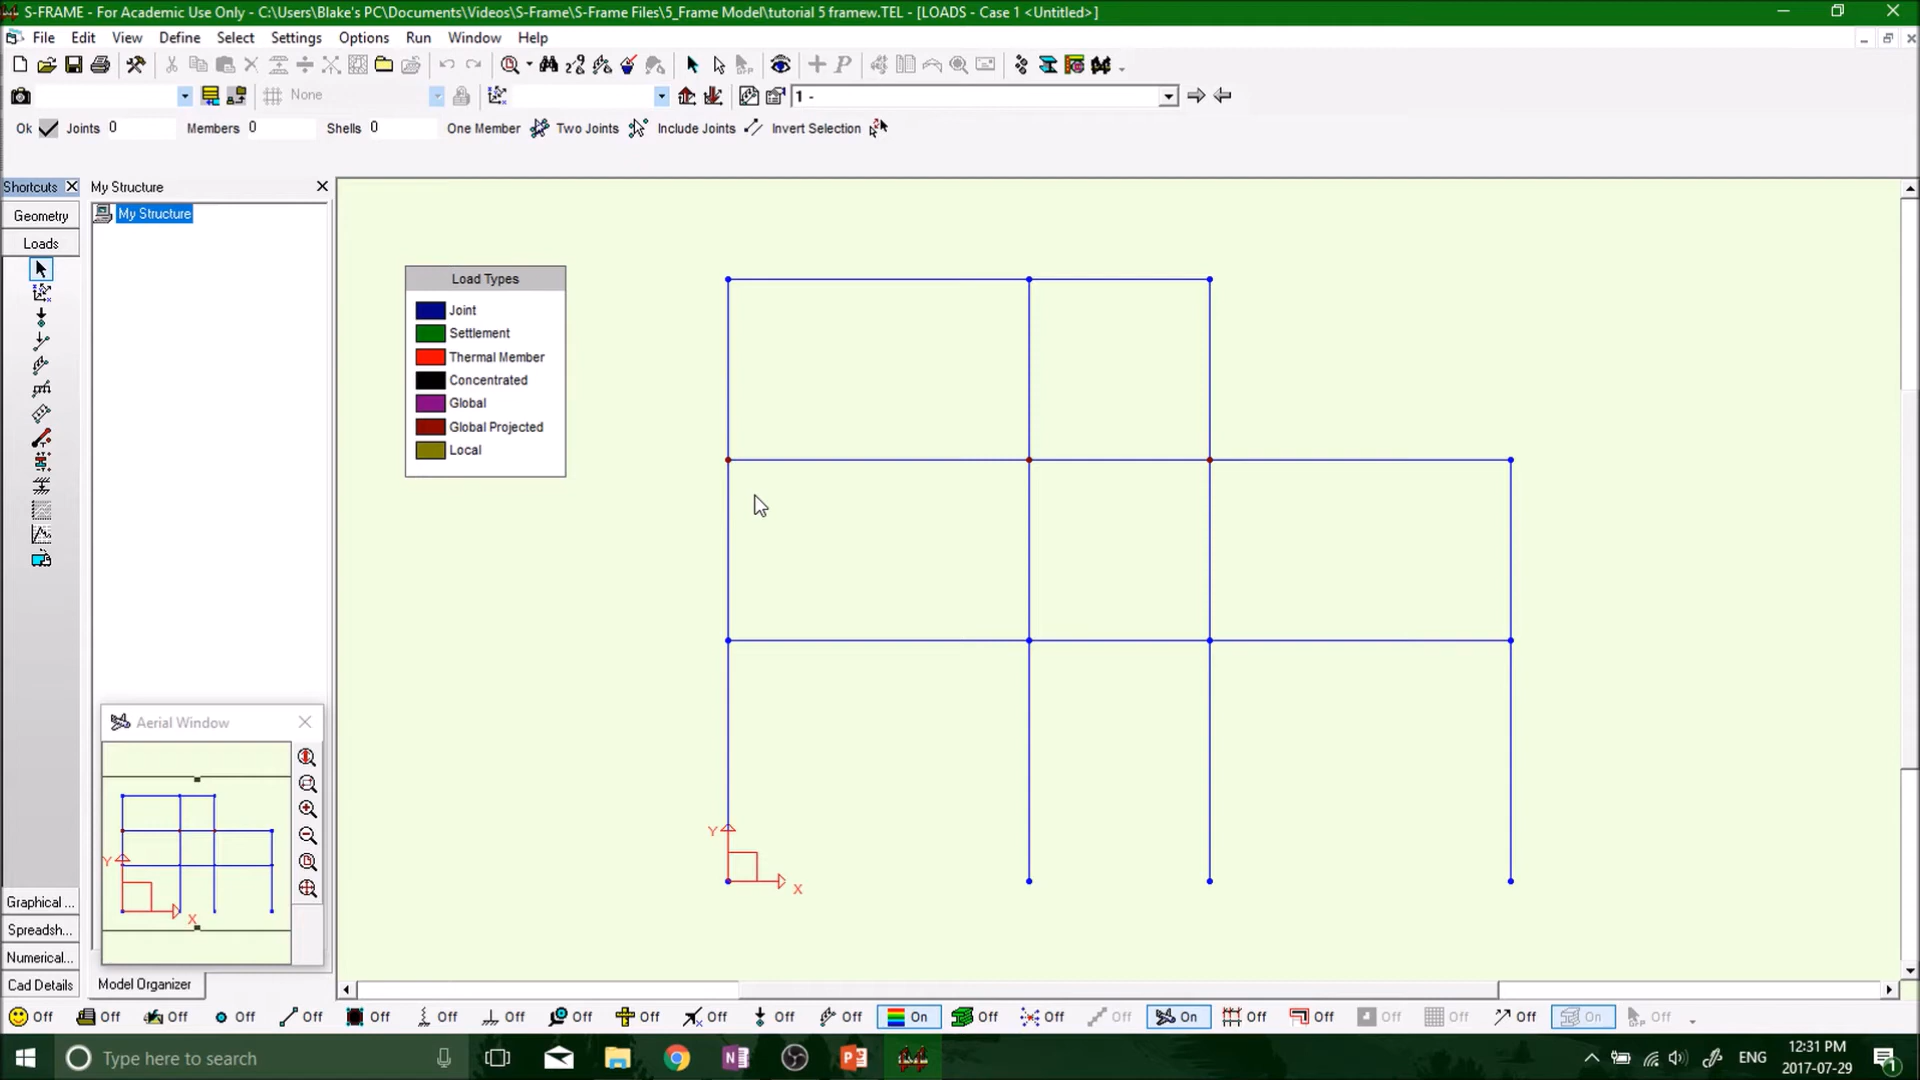 S-FRAME - For Academic Use Only - C:\Users\Blake's PC\Documents\Videos\S-Frame\S-Frame Files\5_Frame Model\tutorial 5 framew.TEL - [LOADS - Case 1 <Untitled>]
File Edit View Define Select Settings Options Run Window Help
None 1 -
Ok Joints 0 Members 0 Shells 0 One Member Two Joints Include Joints Invert Selection
Shortcuts My Structure
Geometry My Structure
Loads
Load Types
Joint
Settlement
Thermal Member
Concentrated
Global
Global Projected
Local
Aerial Window
Y
X
Y
X
Graphical ...
Spreadsh...
Numerical...
Cad Details
Model Organizer
Off Off Off Off Off Off Off Off Off Off Off Off Off On Off Off Off On Off Off Off Off Off On Off
Type here to search
ENG
12:31 PM
2017-07-29
1